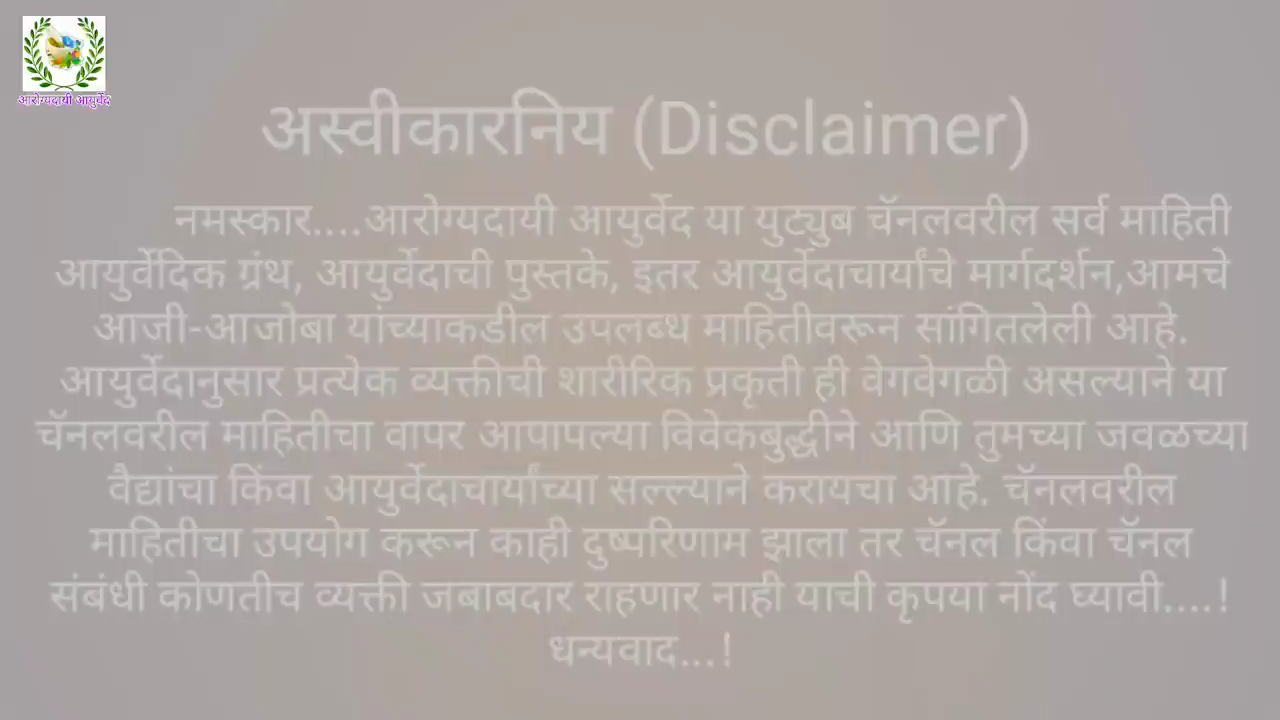 आरोग्यदायी आयुर्वेद
अस्वीकारनिय (Disclaimer)
नमस्कार....आरोग्यदायी आयुर्वेद या युट्युब चॅनलवरील सर्व माहिती
आयुर्वेदिक ग्रंथ, आयुर्वेदाची पुस्तके, इतर आयुर्वेदाचार्यांचे मार्गदर्शन,आमचे
आजी-आजोबा यांच्याकडील उपलब्ध माहितीवरून सांगितलेली आहे.
आयुर्वेदानुसार प्रत्येक व्यक्तीची शारीरिक प्रकृती ही वेगवेगळी असल्याने या
चॅनलवरील माहितीचा वापर आपापल्या विवेकबुद्धीने आणि तुमच्या जवळच्या
वैद्यांचा किंवा आयुर्वेदाचार्यांच्या सल्ल्याने करायचा आहे. चॅनलवरील
माहितीचा उपयोग करून काही दुष्परिणाम झाला तर चॅनल किंवा चॅनल
संबंधी कोणतीच व्यक्ती जबाबदार राहणार नाही याची कृपया नोंद घ्यावी....!
धन्यवाद...!